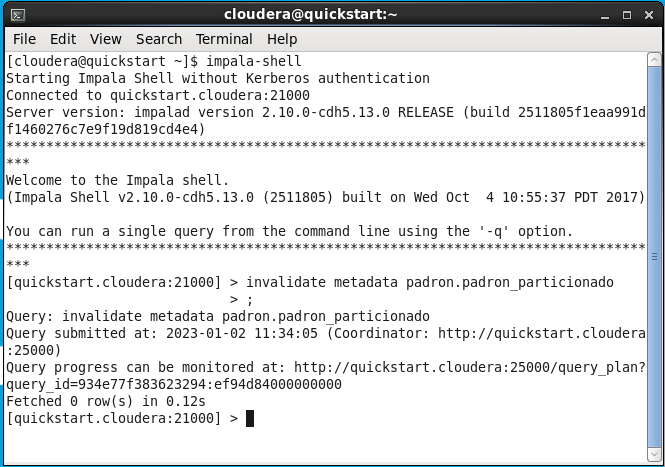 cloudera@quickstart:~
File Edit View Search Terminal Help
[cloudera@quickstart ~]$ impala-shell
Starting Impala Shell without Kerberos authentication
Connected to quickstart.cloudera:21000
Server version: impalad version 2.10.0-cdh5.13.0 RELEASE (build 2511805f1eaa991d
f1460276c7e9f19d819cd4e4)
********************************************************************************
***
Welcome to the Impala shell.
(Impala Shell v2.10.0-cdh5.13.0 (2511805) built on Wed Oct  4 10:55:37 PDT 2017)
You can run a single query from the command line using the '-q' option.
********************************************************************************
***
[quickstart.cloudera:21000] > invalidate metadata padron.padron_particionado
                            > ;
Query: invalidate metadata padron.padron_particionado
Query submitted at: 2023-01-02 11:34:05 (Coordinator: http://quickstart.cloudera
:25000)
Query progress can be monitored at: http://quickstart.cloudera:25000/query_plan?
query_id=934e77f383623294:ef94d84000000000
Fetched 0 row(s) in 0.12s
[quickstart.cloudera:21000] >